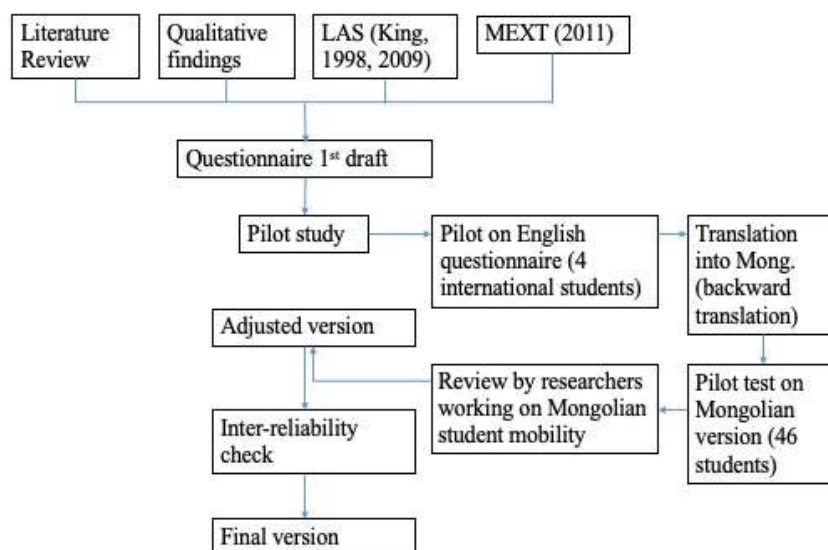 Literature
Review
Qualitative
findings
LAS (King,
1998, 2009)
MEXT (2011)
Questionnaire 1st draft
Pilot study
Pilot on English
questionnaire (4
international students)
Translation
into Mong.
(backward
translation)
Adjusted version
Review by researchers
working on Mongolian
student mobility
Pilot test on
Mongolian
version (46
students)
Inter-reliability
check
Final version